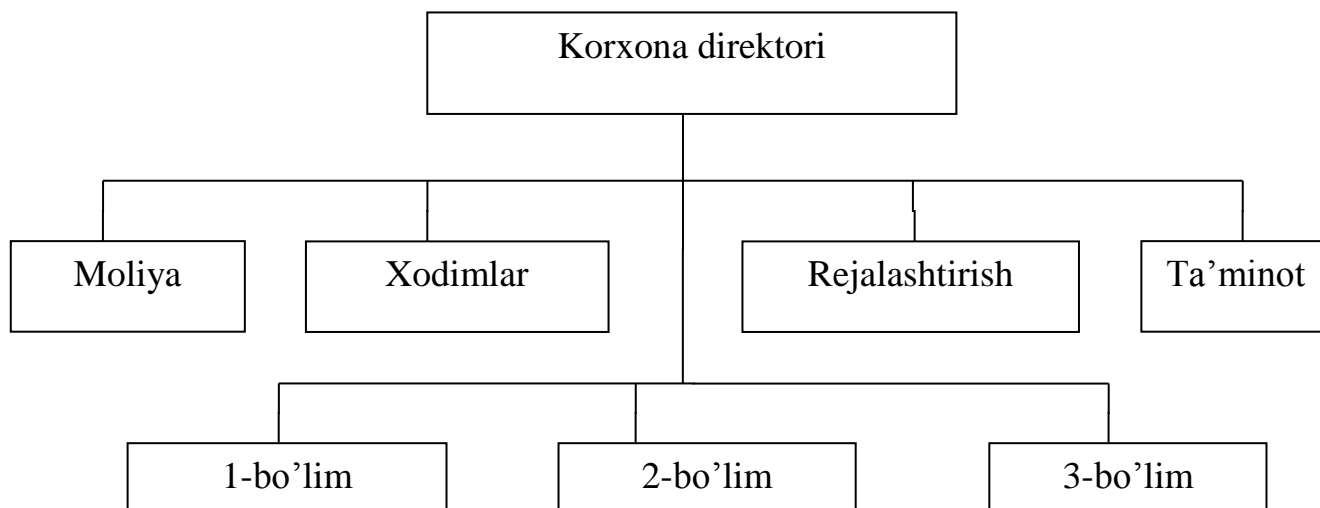 Korxona direktori
Moliya
Xodimlar
Rejalashtirish
Ta’minot
1-bo’lim
2-bo’lim
3-bo’lim